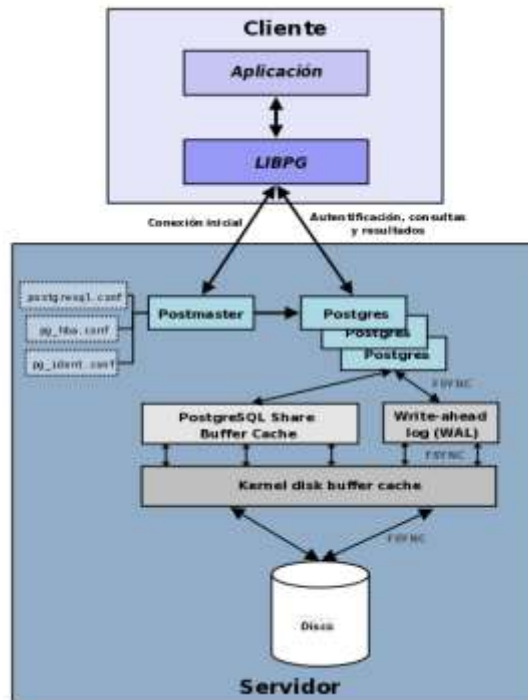 Cliente
Aplicación
LIBPG
Conexión inicial
Autentificación, consultas
y resultados
postgresql.conf
pg_hba.conf
pg_ident.conf
Postmaster
Postgres
Postgres
Postgres
FSYNC
PostgreSQL Share
Buffer Cache
Write-ahead
log (WAL)
FSYNC
Kernel disk buffer cache
FSYNC
Disco
Servidor